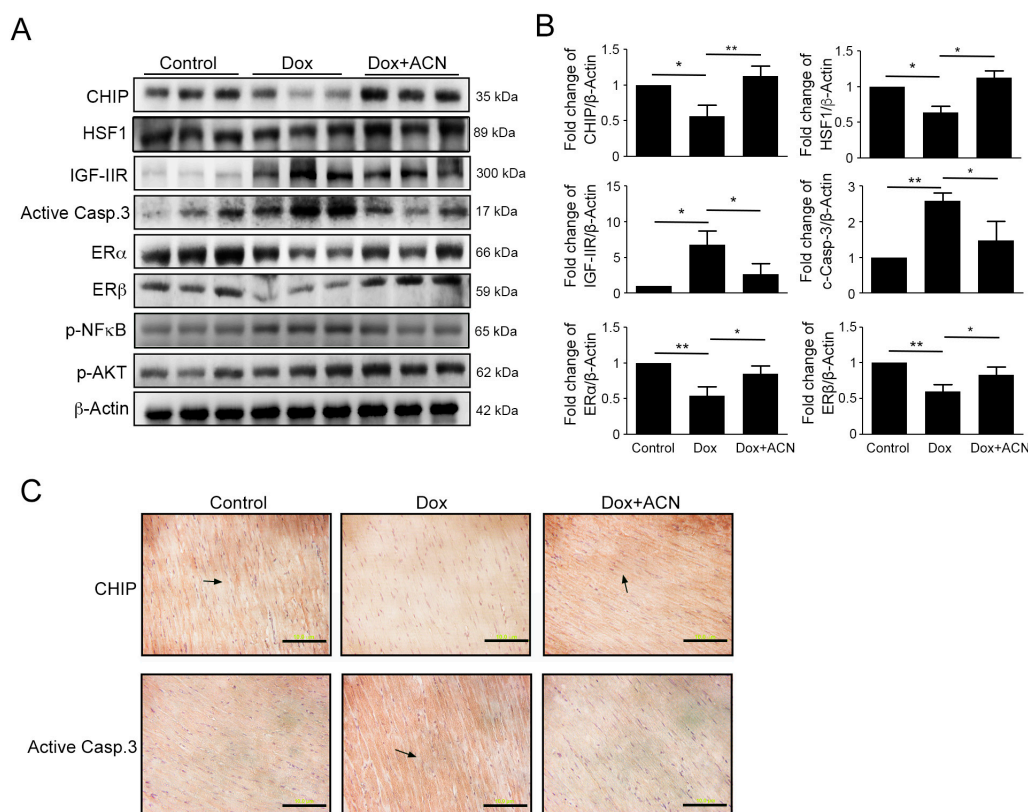 A
Control Dox Dox+ACN
CHIP 35 kDa
HSF1 89 kDa
IGF-IIR 300 kDa
Active Casp.3 17 kDa
ERα 66 kDa
ERβ 59 kDa
p-NFκB 65 kDa
p-AKT 62 kDa
β-Actin 42 kDa
B
Fold change of
CHIP/β-Actin
1.5
1
0.5
0
*
**
Fold change of
HSF1/β-Actin
1.5
1
0.5
0
*
*
Fold change of
IGF-IIR/β-Actin
15
10
5
0
*
*
Fold change of
c-Casp-3/β-Actin
3
2
1
0
**
*
Fold change of
ERα/β-Actin
1.5
1
0.5
0
**
*
Control Dox Dox+ACN
Fold change of
ERβ/β-Actin
1.5
1
0.5
0
**
*
Control Dox Dox+ACN
C
Control Dox Dox+ACN
CHIP
Active Casp.3